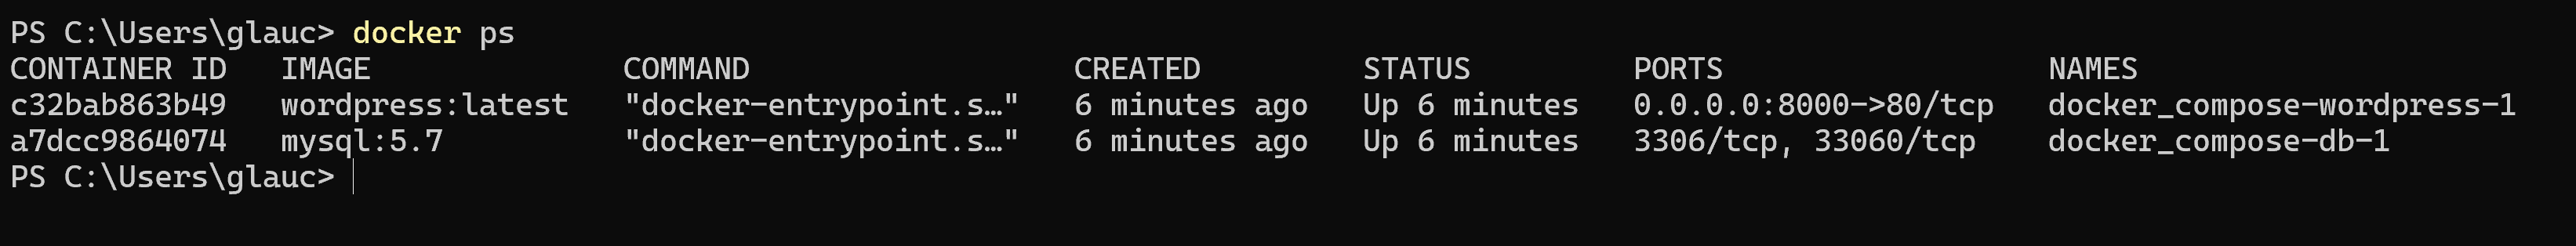 PS C:\Users\glauc> docker ps
CONTAINER ID   IMAGE              COMMAND                  CREATED         STATUS         PORTS                  NAMES
c32bab863b49   wordpress:latest   "docker-entrypoint.s…"   6 minutes ago   Up 6 minutes   0.0.0.0:8000->80/tcp   docker_compose-wordpress-1
a7dcc9864074   mysql:5.7          "docker-entrypoint.s…"   6 minutes ago   Up 6 minutes   3306/tcp, 33060/tcp    docker_compose-db-1
PS C:\Users\glauc>